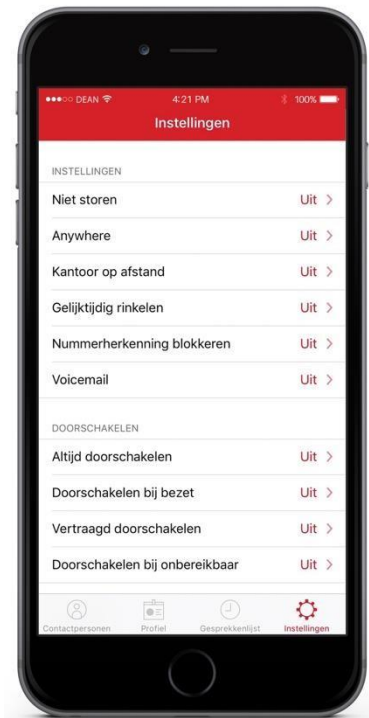 DEAN 4:21 PM 100%
Instellingen
INSTELLINGEN
Niet storen Uit
Anywhere Uit
Kantoor op afstand Uit
Gelijktijdig rinkelen Uit
Nummerherkenning blokkeren Uit
Voicemail Uit
DOORSCHAKELEN
Altijd doorschakelen Uit
Doorschakelen bij bezet Uit
Vertraagd doorschakelen Uit
Doorschakelen bij onbereikbaar Uit
Contactpersonen Profiel Gesprekkenlijst Instellingen